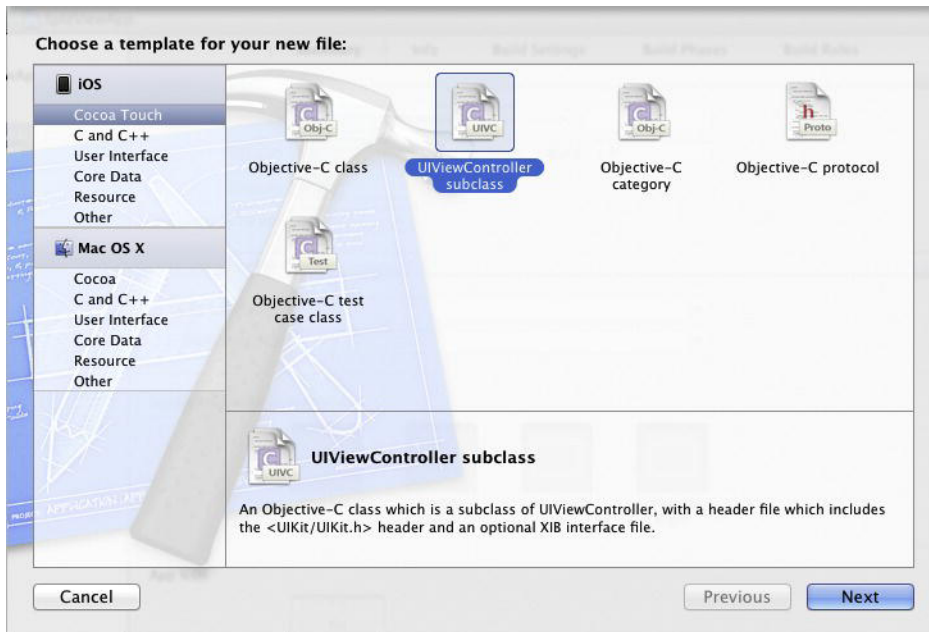 Choose a template for your new file:
iOS
Cocoa Touch
C and C++
User Interface
Core Data
Resource
Other
Mac OS X
Cocoa
C and C++
User Interface
Core Data
Resource
Other
Obj-C
Objective-C class
UIVC
UIViewController
subclass
Obj-C
Objective-C
category
h
Proto
Objective-C protocol
Test
Objective-C test
case class
UIVC
UIViewController subclass
An Objective-C class which is a subclass of UIViewController, with a header file which includes
the <UIKit/UIKit.h> header and an optional XIB interface file.
Cancel
Previous
Next